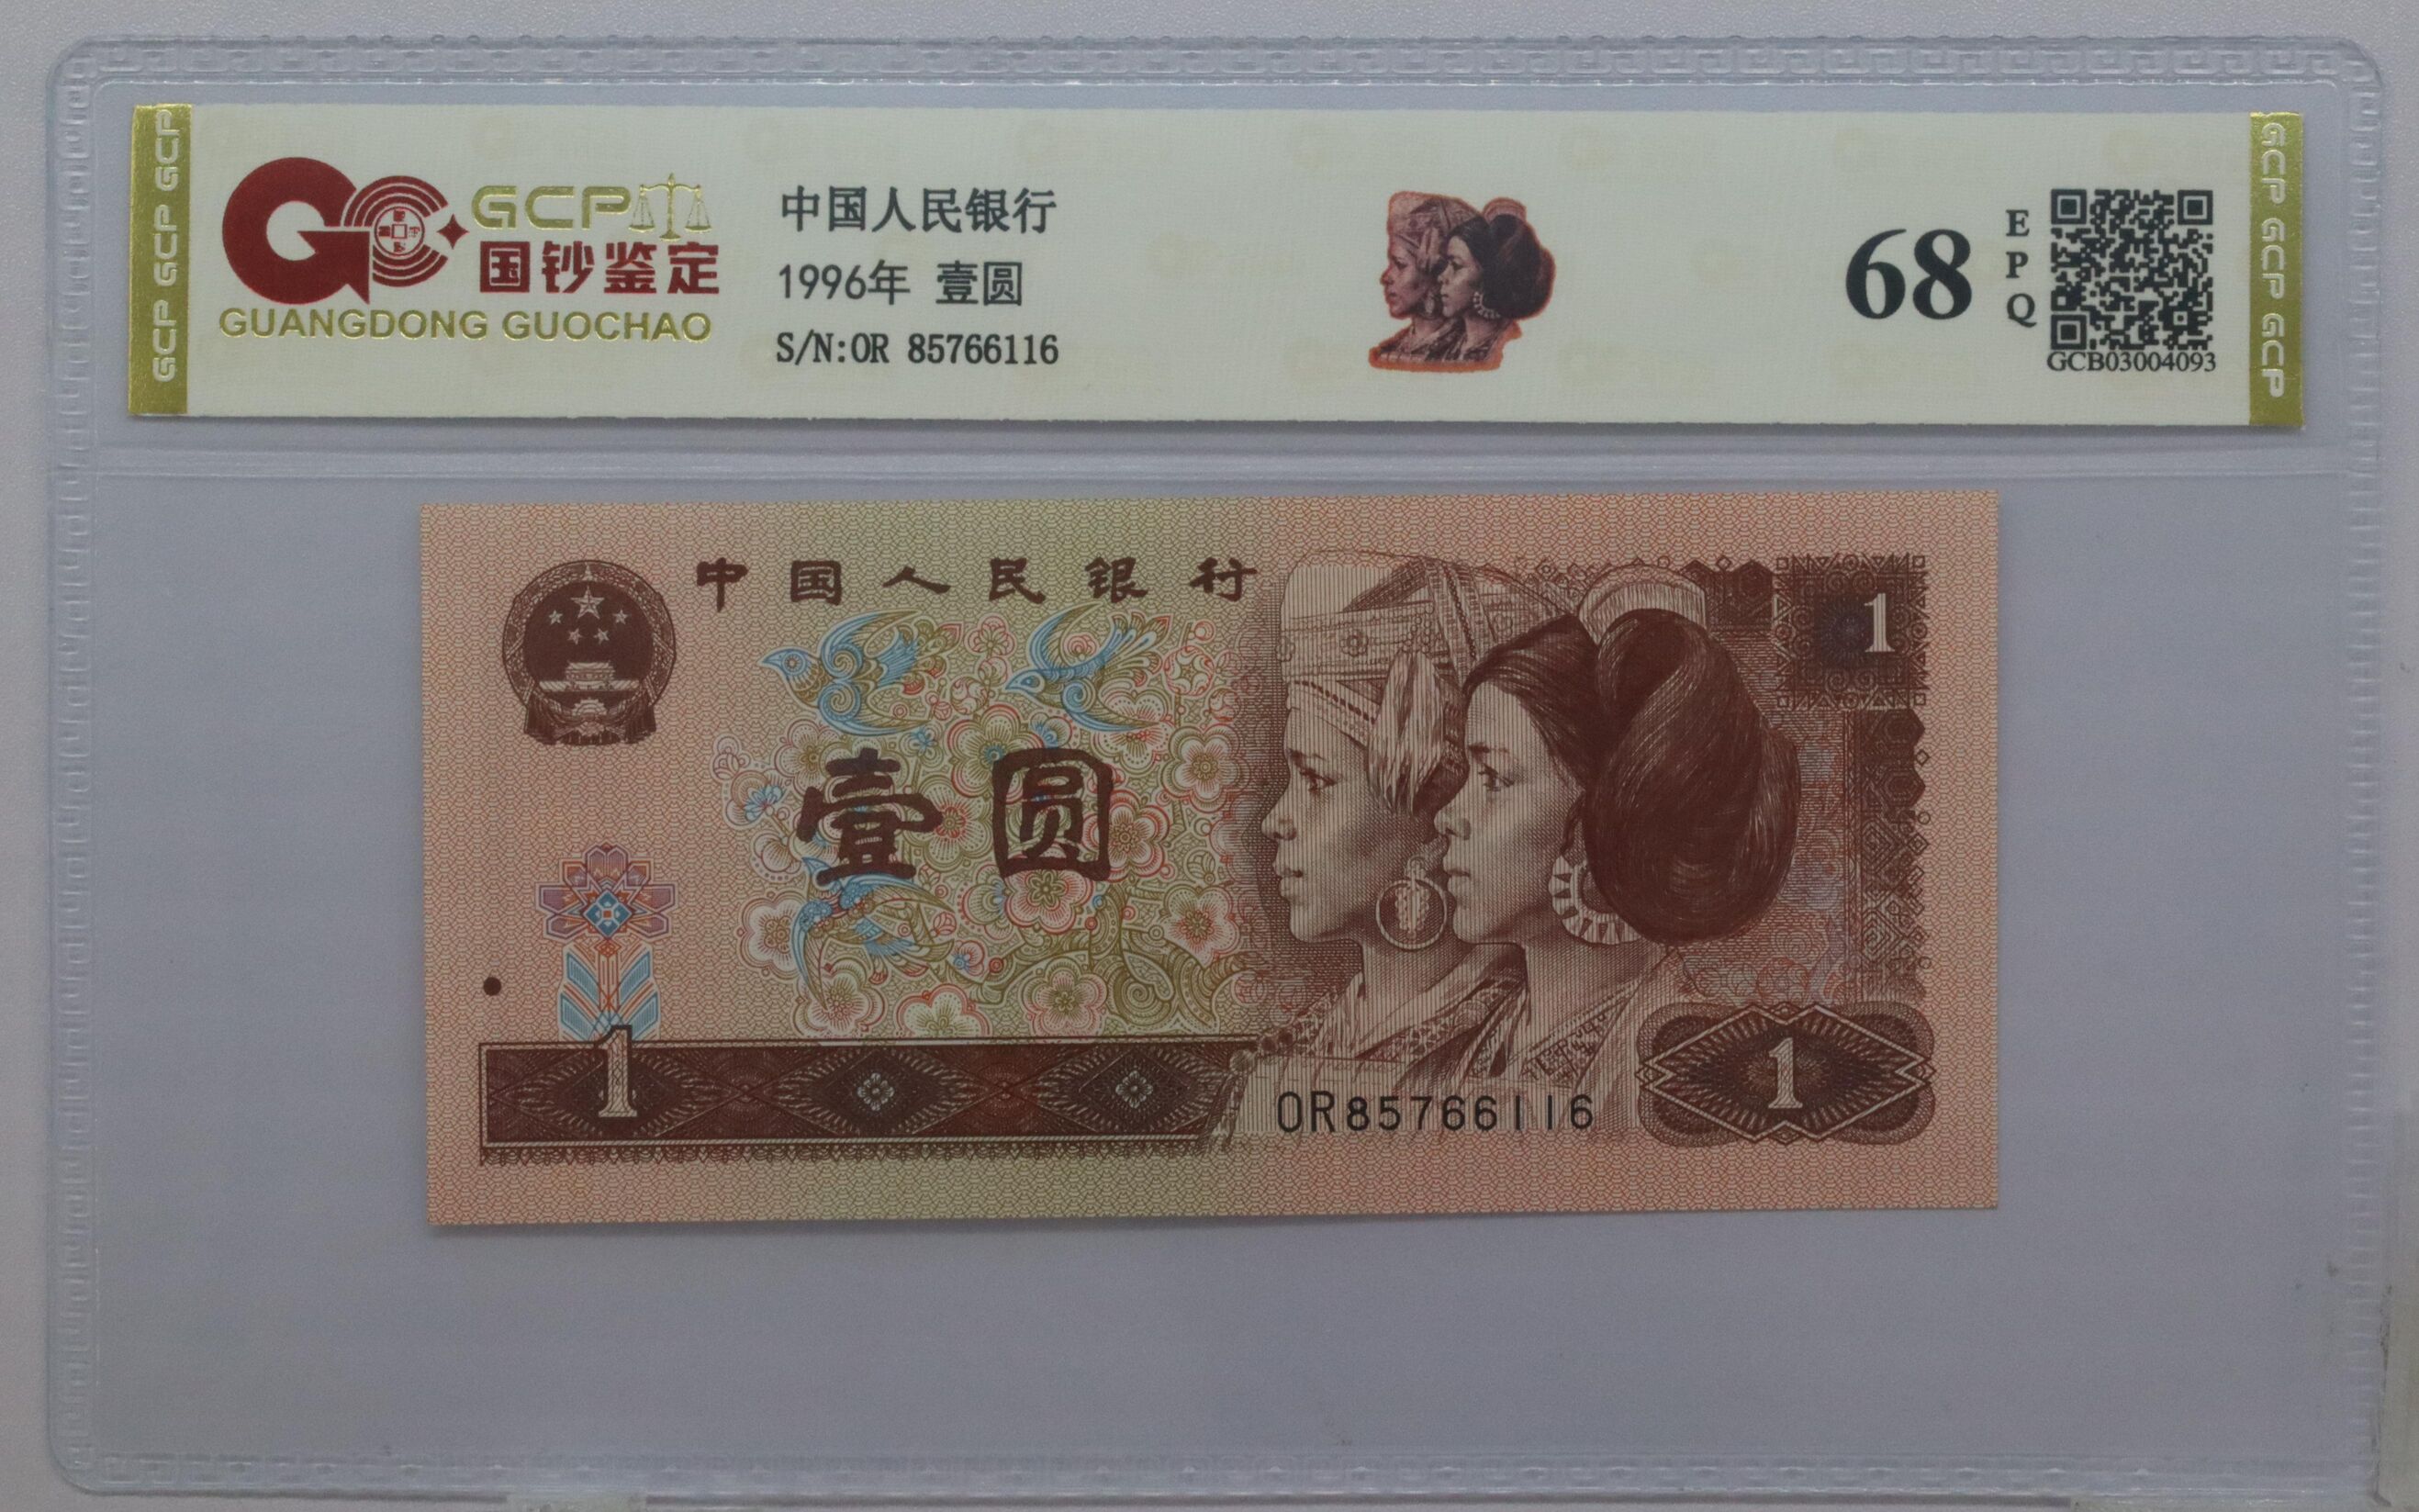 GCP GCP GCP
GCP
国钞鉴定
GUANGDONG GUOCHAO
中国人民银行
1996年 壹圆
S/N:OR 85766116
68
EPQ
GCB03004093
GCP GCP GCP
中国人民银行
1
壹圆
1
OR85766116
1